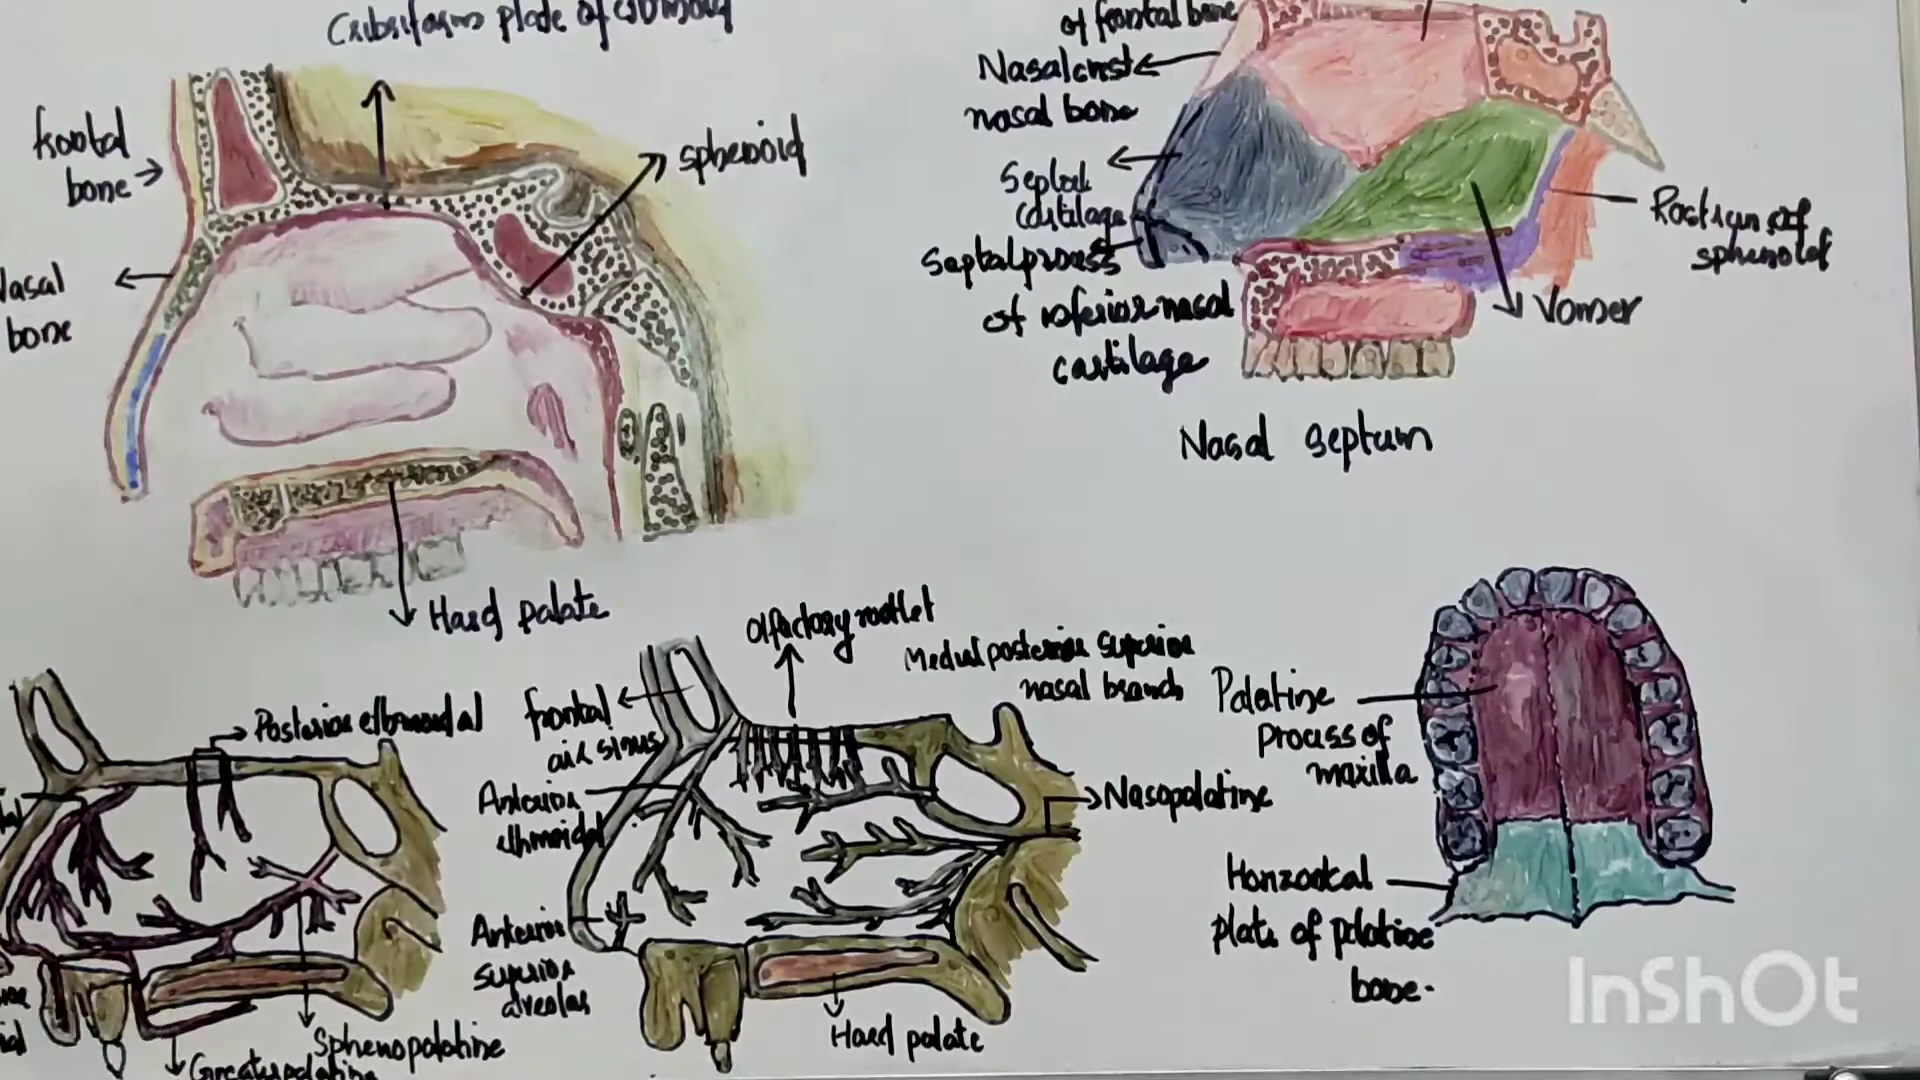 Cribsiform plate of
frontal
bone
sphenoid
Nasal
bone
Hard palate
of frontal bone
Nasal crest
nasal bone
Septal
cartilage
Septal process
of inferior nasal
cartilage
Rostrum of
sphenoid
Vomer
Nasal septum
Posterior ethmoidal
Sphenopalatine
Greater palatine
Olfactory rootlet
frontal
air sinus
Medial posterior superior
nasal branch
Anterior
ethmoidal
Nasopalatine
Anterior
superior
alveolar
Hard palate
Palatine
process of
maxilla
Horizontal
plate of palatine
bone.
InShOt